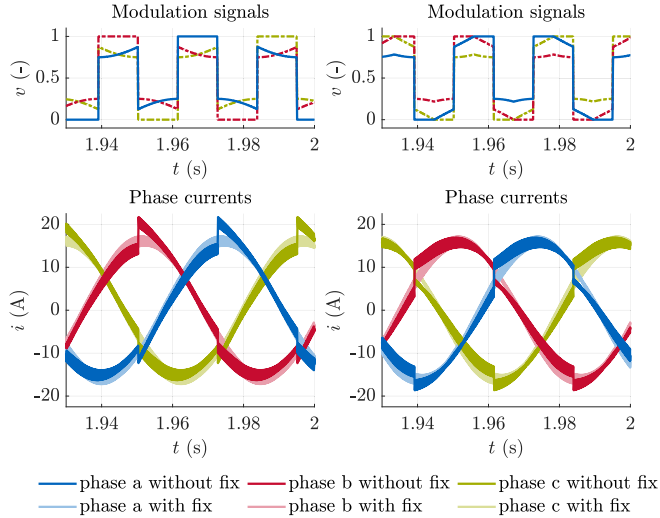 Modulation signals
Modulation signals
v (-)
1
0.5
0
1.94 1.96 1.98 2
t (s)
v (-)
1
0.5
0
1.94 1.96 1.98 2
t (s)
Phase currents
Phase currents
i (A)
20
10
0
-10
-20
1.94 1.96 1.98 2
t (s)
i (A)
20
10
0
-10
-20
1.94 1.96 1.98 2
t (s)
phase a without fix phase b without fix phase c without fix
phase a with fix phase b with fix phase c with fix